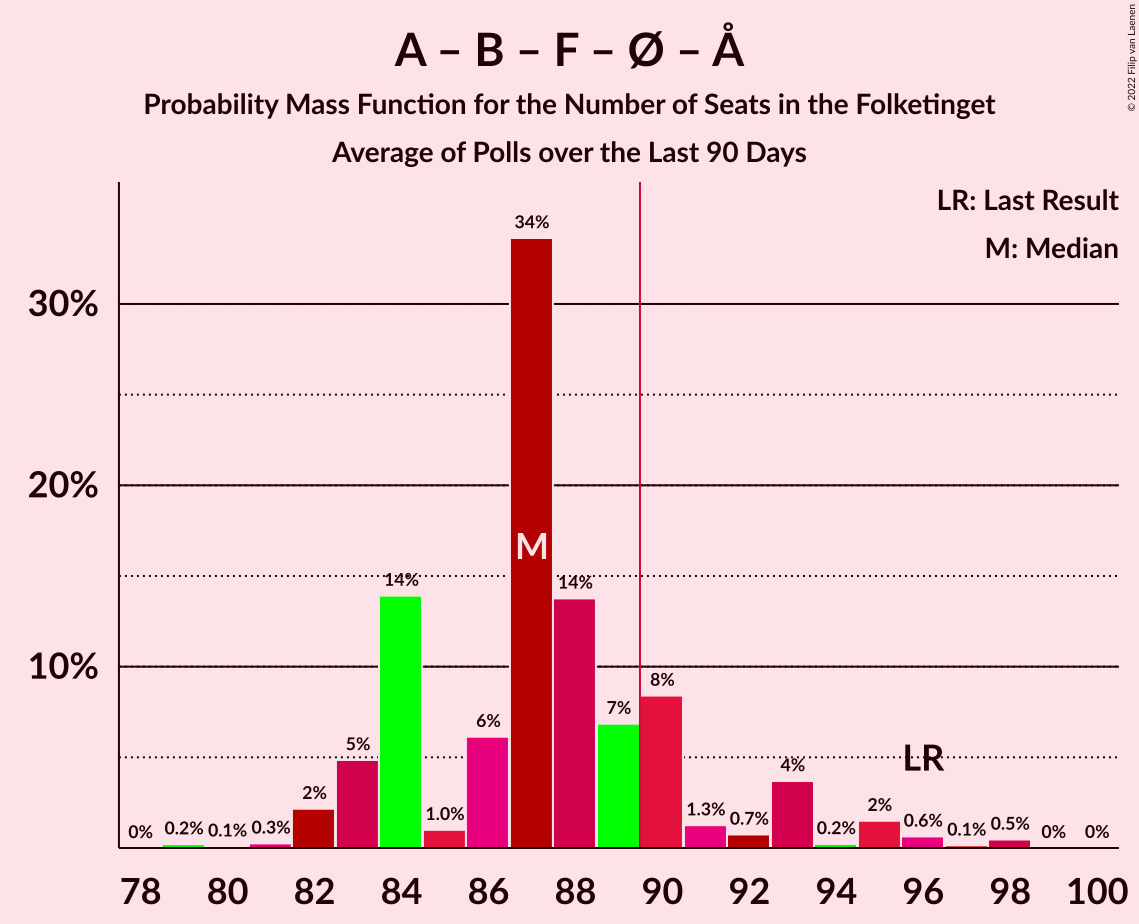 A – B – F – Ø – Å
Probability Mass Function for the Number of Seats in the Folketinget
Average of Polls over the Last 90 Days
© 2022 Filip van Laenen
LR: Last Result
M: Median
30%
20%
10%
0%
0.2%
0.1%
0.3%
2%
5%
14%
1.0%
6%
34%
M
14%
7%
8%
1.3%
0.7%
4%
0.2%
2%
LR
0.6%
0.1%
0.5%
0%
0%
78 80 82 84 86 88 90 92 94 96 98 100